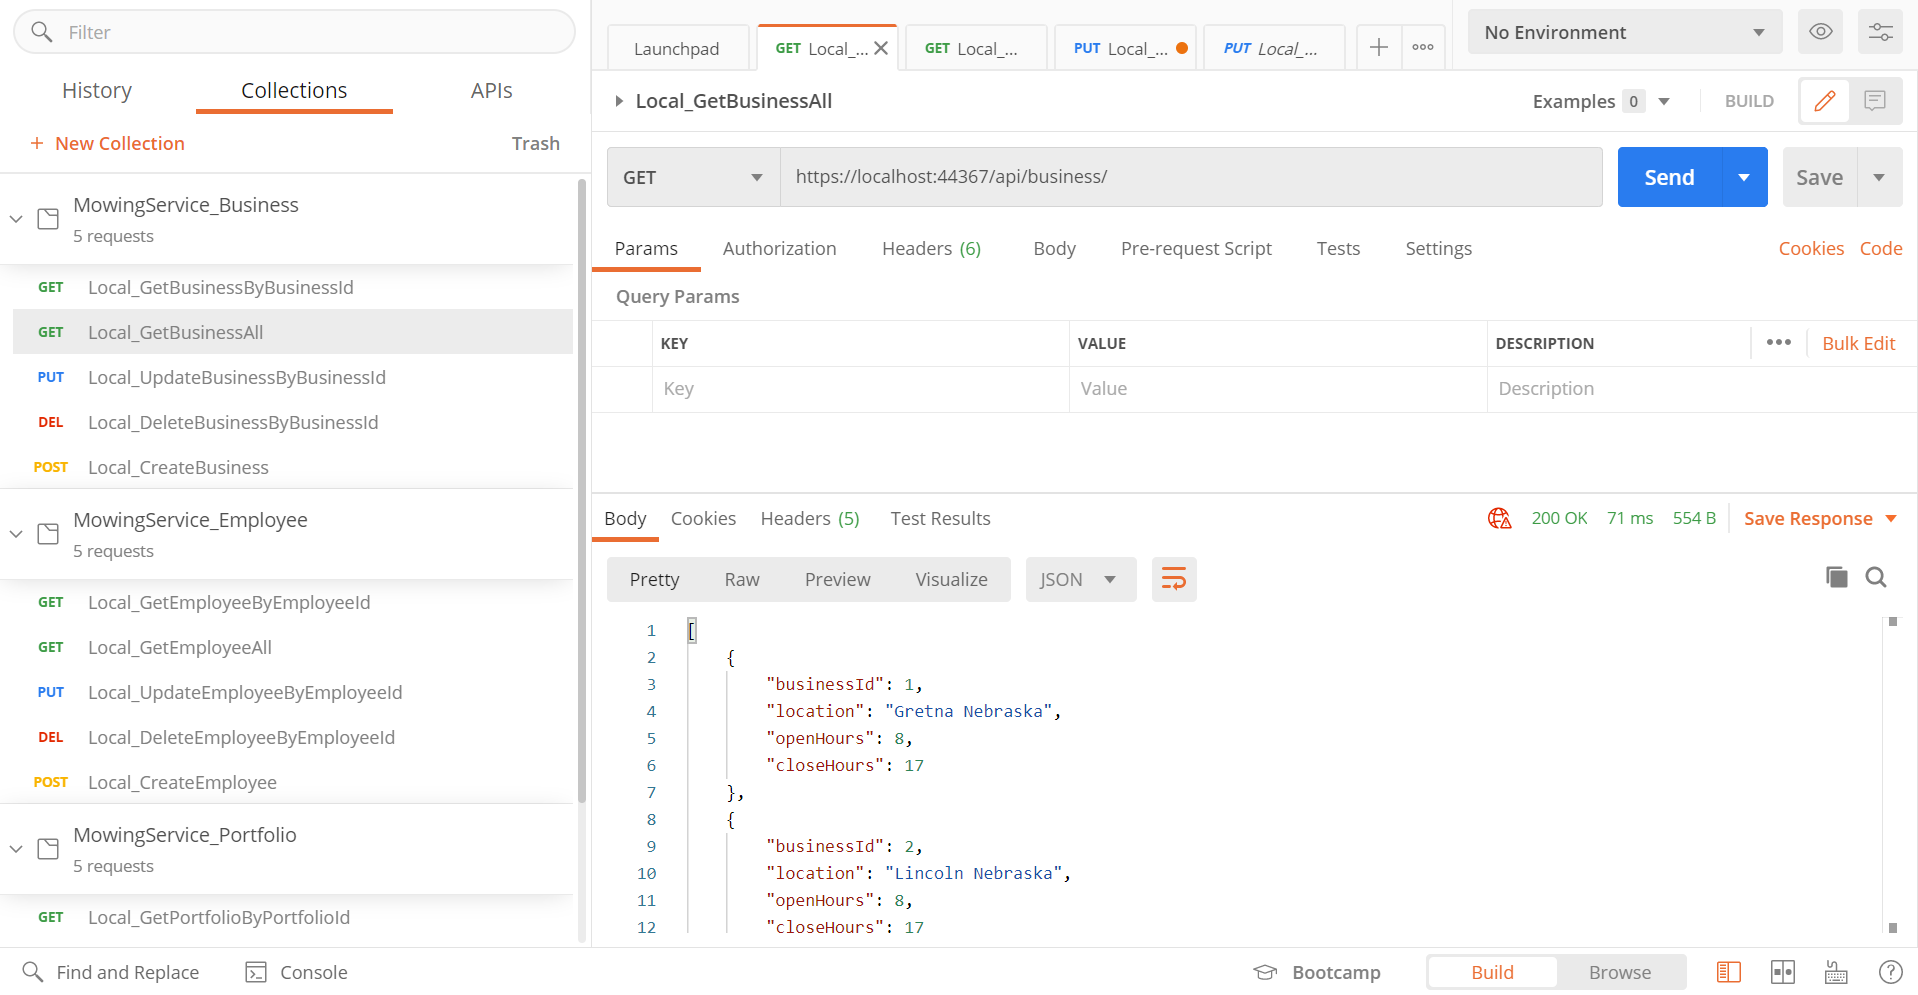 Filter
History Collections APIs
+ New Collection Trash
MowingService_Business
5 requests
GET Local_GetBusinessByBusinessId
GET Local_GetBusinessAll
PUT Local_UpdateBusinessByBusinessId
DEL Local_DeleteBusinessByBusinessId
POST Local_CreateBusiness
MowingService_Employee
5 requests
GET Local_GetEmployeeByEmployeeId
GET Local_GetEmployeeAll
PUT Local_UpdateEmployeeByEmployeeId
DEL Local_DeleteEmployeeByEmployeeId
POST Local_CreateEmployee
MowingService_Portfolio
5 requests
GET Local_GetPortfolioByPortfolioId
Launchpad GET Local_... GET Local_... PUT Local_... PUT Local_...
No Environment
Local_GetBusinessAll
Examples 0 BUILD
GET https://localhost:44367/api/business/ Send Save
Params Authorization Headers (6) Body Pre-request Script Tests Settings Cookies Code
Query Params
KEY VALUE DESCRIPTION Bulk Edit
Key Value Description
Body Cookies Headers (5) Test Results 200 OK 71 ms 554 B Save Response
Pretty Raw Preview Visualize JSON
1 [
2 {
3 "businessId": 1,
4 "location": "Gretna Nebraska",
5 "openHours": 8,
6 "closeHours": 17
7 },
8 {
9 "businessId": 2,
10 "location": "Lincoln Nebraska",
11 "openHours": 8,
12 "closeHours": 17
Find and Replace Console Bootcamp Build Browse